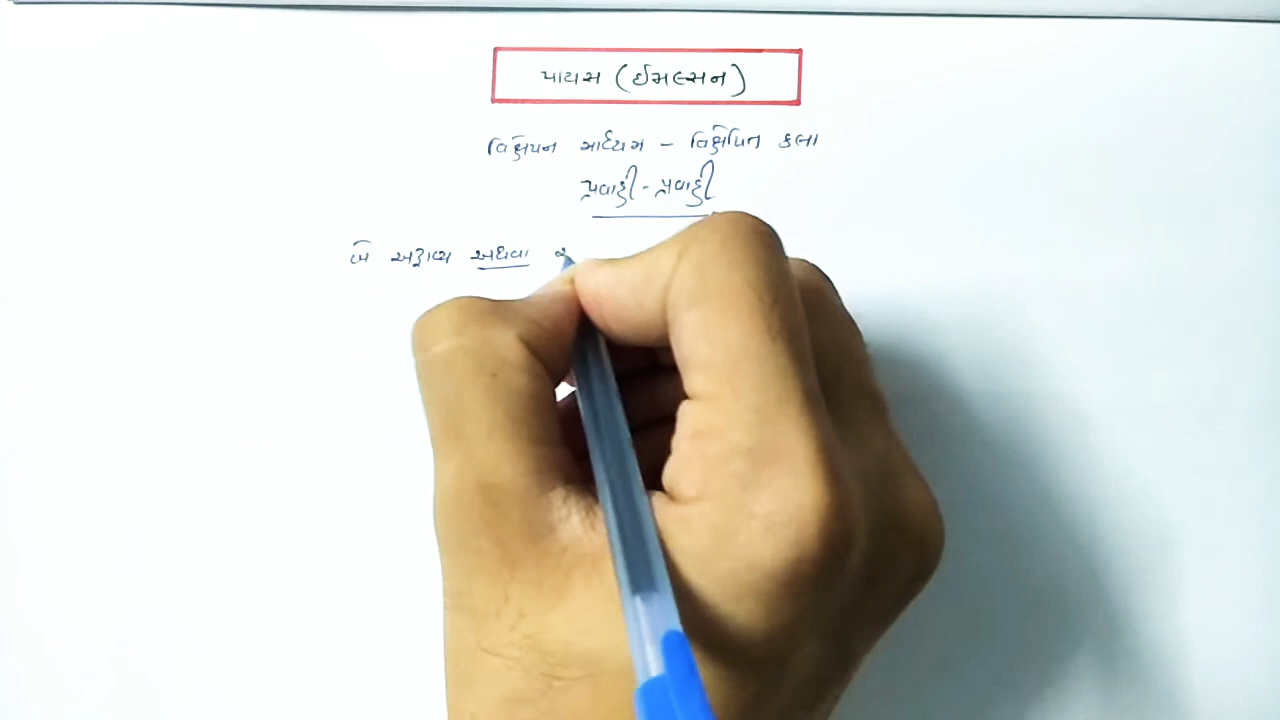 પાયસ (ઈમલ્સન)
વિક્ષેપન માધ્યમ - વિક્ષેપિત કલા
પ્રવાહી - પ્રવાહી
બે અદ્રાવ્ય અથવા